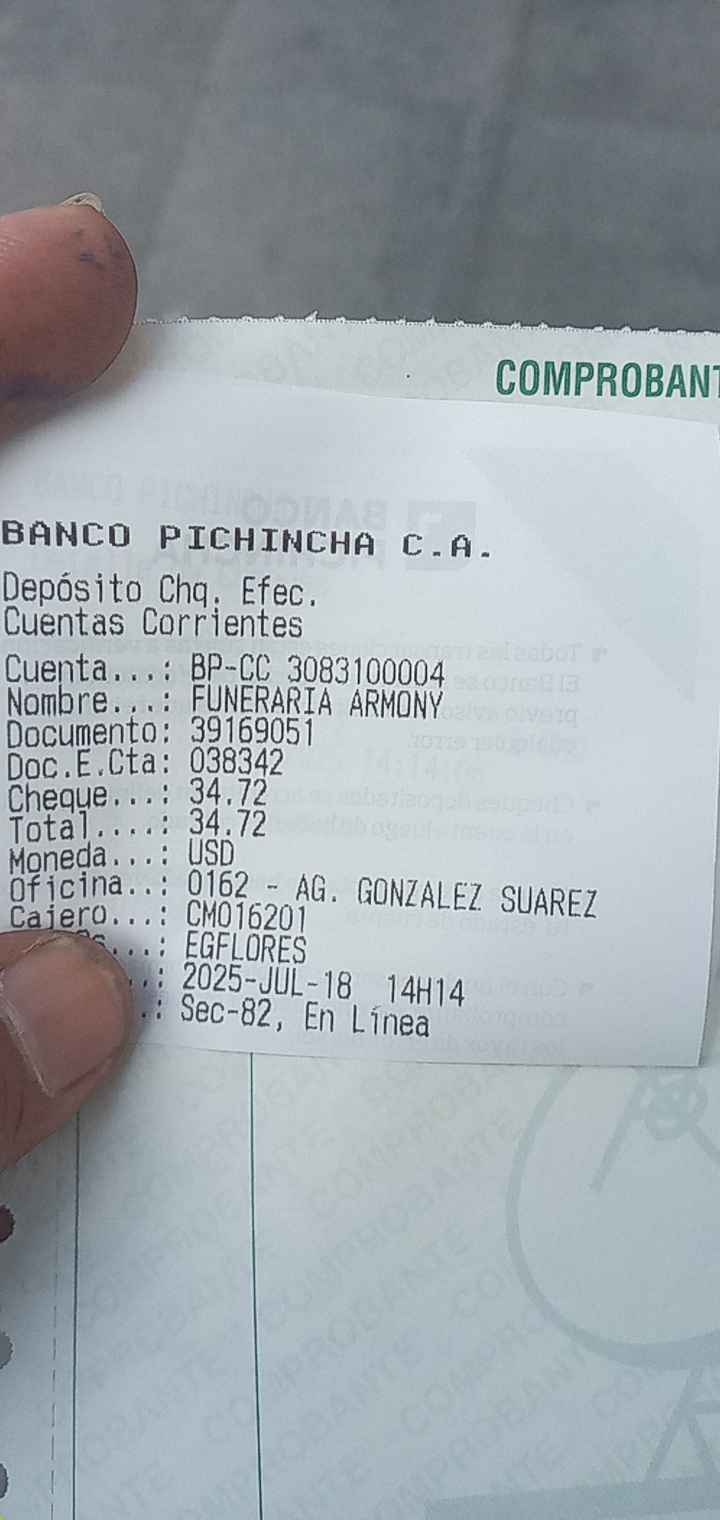 COMPROBANT
BANCO PICHINCHA C.A.
Depósito Chq. Efec.
Cuentas Corrientes
Cuenta...: BP-CC 3083100004
Nombre...: FUNERARIA ARMONY
Documento: 39169051
Doc.E.Cta: 038342
Cheque...: 34.72
Total....: 34.72
Moneda...: USD
Oficina..: 0162 - AG. GONZALEZ SUAREZ
Cajero...: CM016201
...: EGFLORES
..: 2025-JUL-18 14H14
.: Sec-82, En Línea